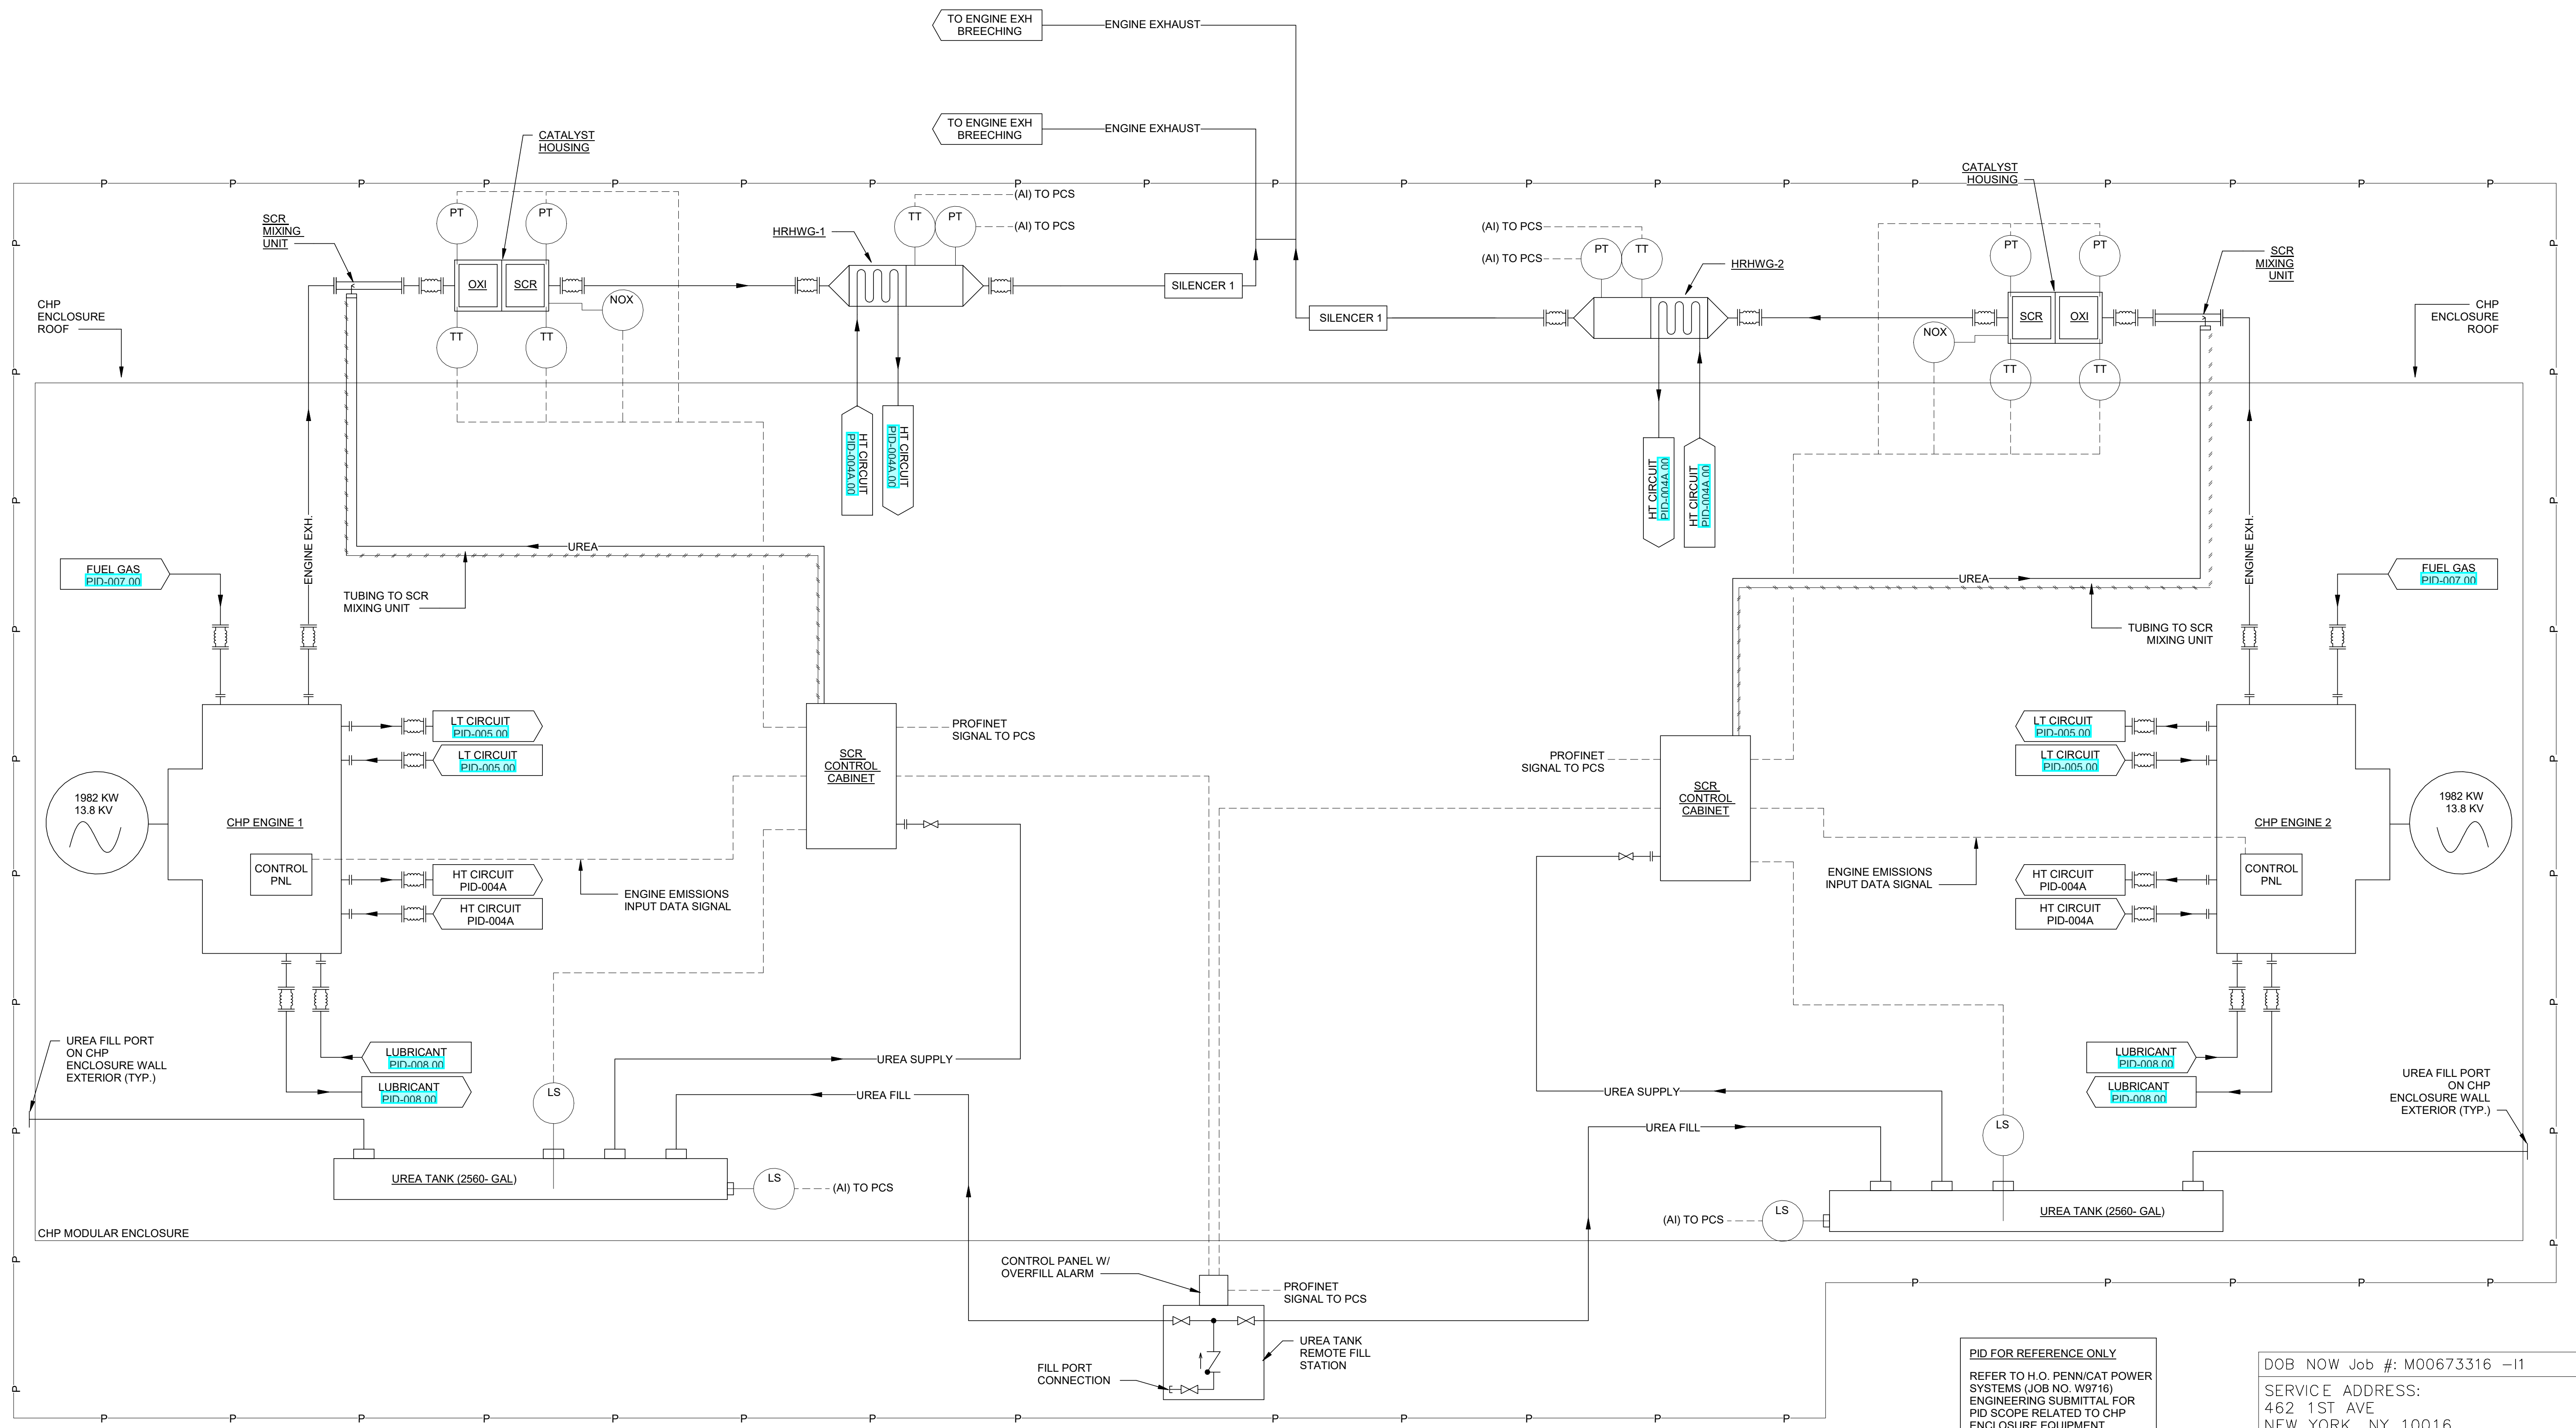 TO ENGINE EXH
BREECHING
ENGINE EXHAUST
TO ENGINE EXH
BREECHING
ENGINE EXHAUST
CATALYST
HOUSING
CATALYST
HOUSING
P P P P P P P P P P P P P P P P P P P
SCR
MIXING
UNIT
PT
PT
OXI
SCR
NOX
TT
TT
HRHWG-1
TT
PT
(AI) TO PCS
(AI) TO PCS
SILENCER 1
SILENCER 1
(AI) TO PCS
(AI) TO PCS
PT
TT
HRHWG-2
PT
PT
NOX
SCR
OXI
TT
TT
SCR
MIXING
UNIT
CHP
ENCLOSURE
ROOF
CHP
ENCLOSURE
ROOF
P P P P P P P P P P
P P P P P P P P P
HT CIRCUIT
PID-004A.00
HT CIRCUIT
PID-004A.00
HT CIRCUIT
PID-004A.00
HT CIRCUIT
PID-004A.00
ENGINE EXH.
UREA
TUBING TO SCR
MIXING UNIT
FUEL GAS
PID-007.00
ENGINE EXH.
UREA
TUBING TO SCR
MIXING UNIT
FUEL GAS
PID-007.00
1982 KW
13.8 KV
CHP ENGINE 1
CONTROL
PNL
LT CIRCUIT
PID-005.00
LT CIRCUIT
PID-005.00
HT CIRCUIT
PID-004A
HT CIRCUIT
PID-004A
SCR
CONTROL
CABINET
PROFINET
SIGNAL TO PCS
ENGINE EMISSIONS
INPUT DATA SIGNAL
PROFINET
SIGNAL TO PCS
SCR
CONTROL
CABINET
ENGINE EMISSIONS
INPUT DATA SIGNAL
LT CIRCUIT
PID-005.00
LT CIRCUIT
PID-005.00
HT CIRCUIT
PID-004A
HT CIRCUIT
PID-004A
CHP ENGINE 2
CONTROL
PNL
1982 KW
13.8 KV
UREA FILL PORT
ON CHP
ENCLOSURE WALL
EXTERIOR (TYP.)
LUBRICANT
PID-008.00
LUBRICANT
PID-008.00
LS
UREA SUPPLY
UREA FILL
UREA TANK (2560- GAL)
LS
(AI) TO PCS
UREA SUPPLY
UREA FILL
LS
LUBRICANT
PID-008.00
LUBRICANT
PID-008.00
UREA FILL PORT
ON CHP
ENCLOSURE WALL
EXTERIOR (TYP.)
(AI) TO PCS
LS
UREA TANK (2560- GAL)
CHP MODULAR ENCLOSURE
CONTROL PANEL W/
OVERFILL ALARM
PROFINET
SIGNAL TO PCS
UREA TANK
REMOTE FILL
STATION
FILL PORT
CONNECTION
P P P P P
P P P P P P P P P P P P P
PID FOR REFERENCE ONLY
REFER TO H.O. PENN/CAT POWER
SYSTEMS (JOB NO. W9716)
ENGINEERING SUBMITTAL FOR
PID SCOPE RELATED TO CHP
ENCLOSURE EQUIPMENT
DOB NOW Job #: M00673316 -I1
SERVICE ADDRESS:
462 1ST AVE
NEW YORK, NY 10016